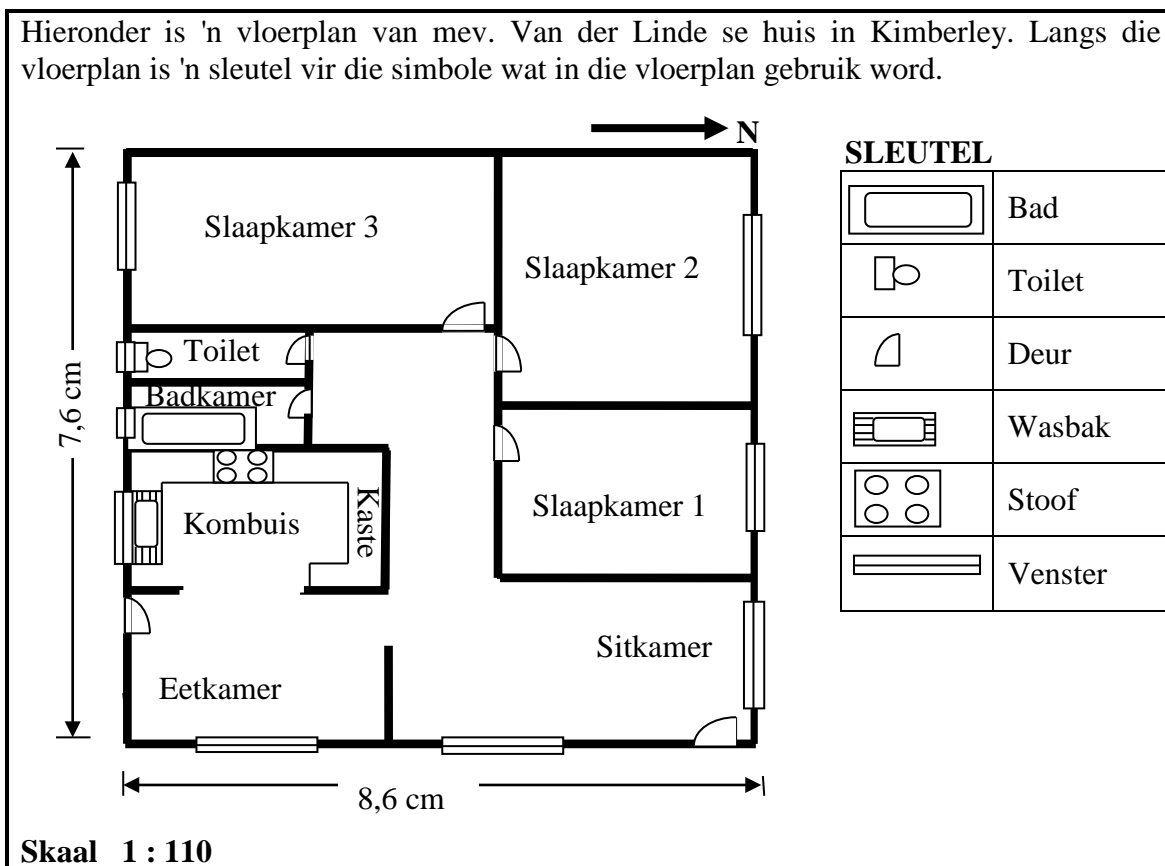 Hieronder is 'n vloerplan van mev. Van der Linde se huis in Kimberley. Langs die
vloerplan is 'n sleutel vir die simbole wat in die vloerplan gebruik word.
N
SLEUTEL
Bad
Toilet
Deur
Wasbak
Stoof
Venster
Slaapkamer 3
Slaapkamer 2
Toilet
Badkamer
7,6 cm
Kombuis
Kaste
Slaapkamer 1
Sitkamer
Eetkamer
8,6 cm
Skaal 1 : 110